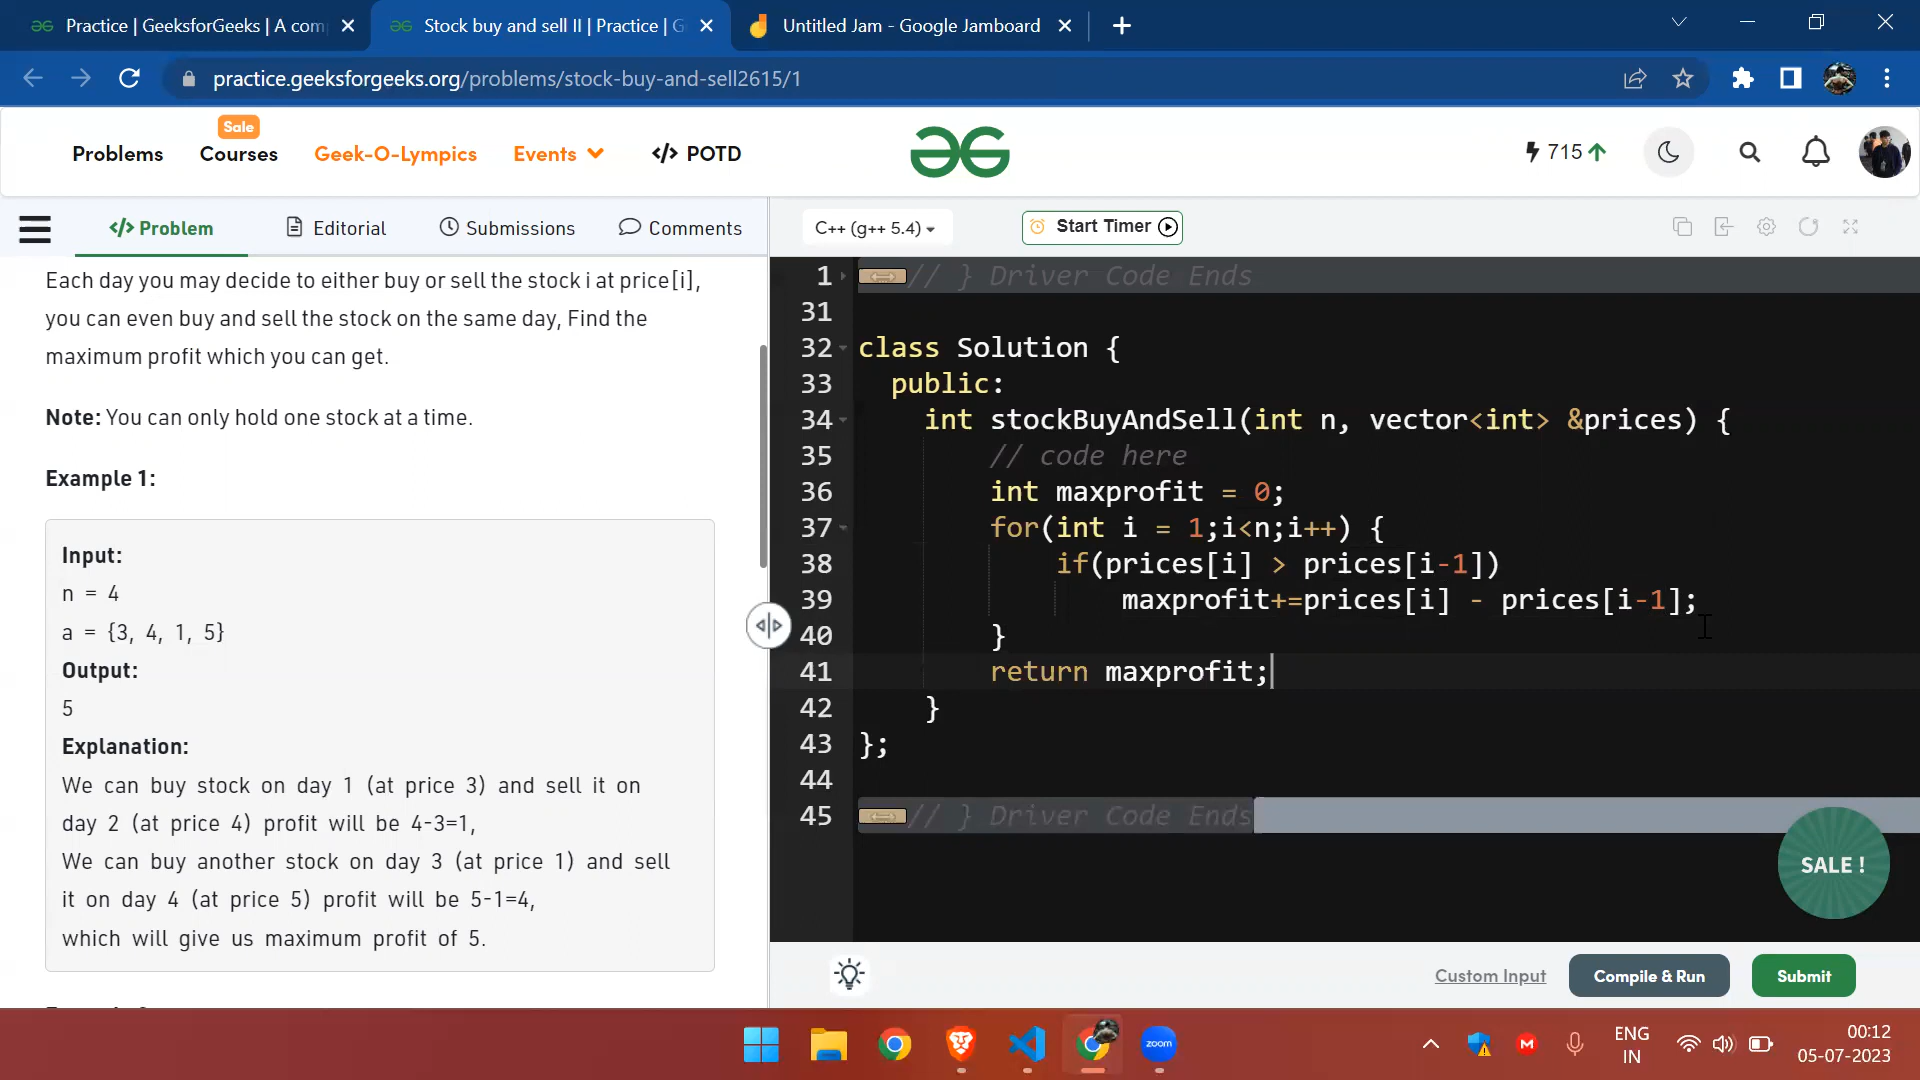 Practice | GeeksforGeeks | A com
Stock buy and sell II | Practice | G
Untitled Jam - Google Jamboard
practice.geeksforgeeks.org/problems/stock-buy-and-sell2615/1
Problems
Sale
Courses
Geek-O-Lympics
Events
</> POTD
715
</> Problem
Editorial
Submissions
Comments
C++ (g++ 5.4)
Start Timer
Each day you may decide to either buy or sell the stock i at price[i],
you can even buy and sell the stock on the same day, Find the
maximum profit which you can get.
Note: You can only hold one stock at a time.
Example 1:
Input:
n = 4
a = {3, 4, 1, 5}
Output:
5
Explanation:
We can buy stock on day 1 (at price 3) and sell it on
day 2 (at price 4) profit will be 4-3=1,
We can buy another stock on day 3 (at price 1) and sell
it on day 4 (at price 5) profit will be 5-1=4,
which will give us maximum profit of 5.
1 // } Driver Code Ends
31
32 class Solution {
33 public:
34 int stockBuyAndSell(int n, vector<int> &prices) {
35 // code here
36 int maxprofit = 0;
37 for(int i = 1;i<n;i++) {
38 if(prices[i] > prices[i-1])
39 maxprofit+=prices[i] - prices[i-1];
40 }
41 return maxprofit;
42 }
43 };
44
45 // } Driver Code Ends
SALE !
Custom Input
Compile & Run
Submit
zoom
M
ENG
IN
00:12
05-07-2023